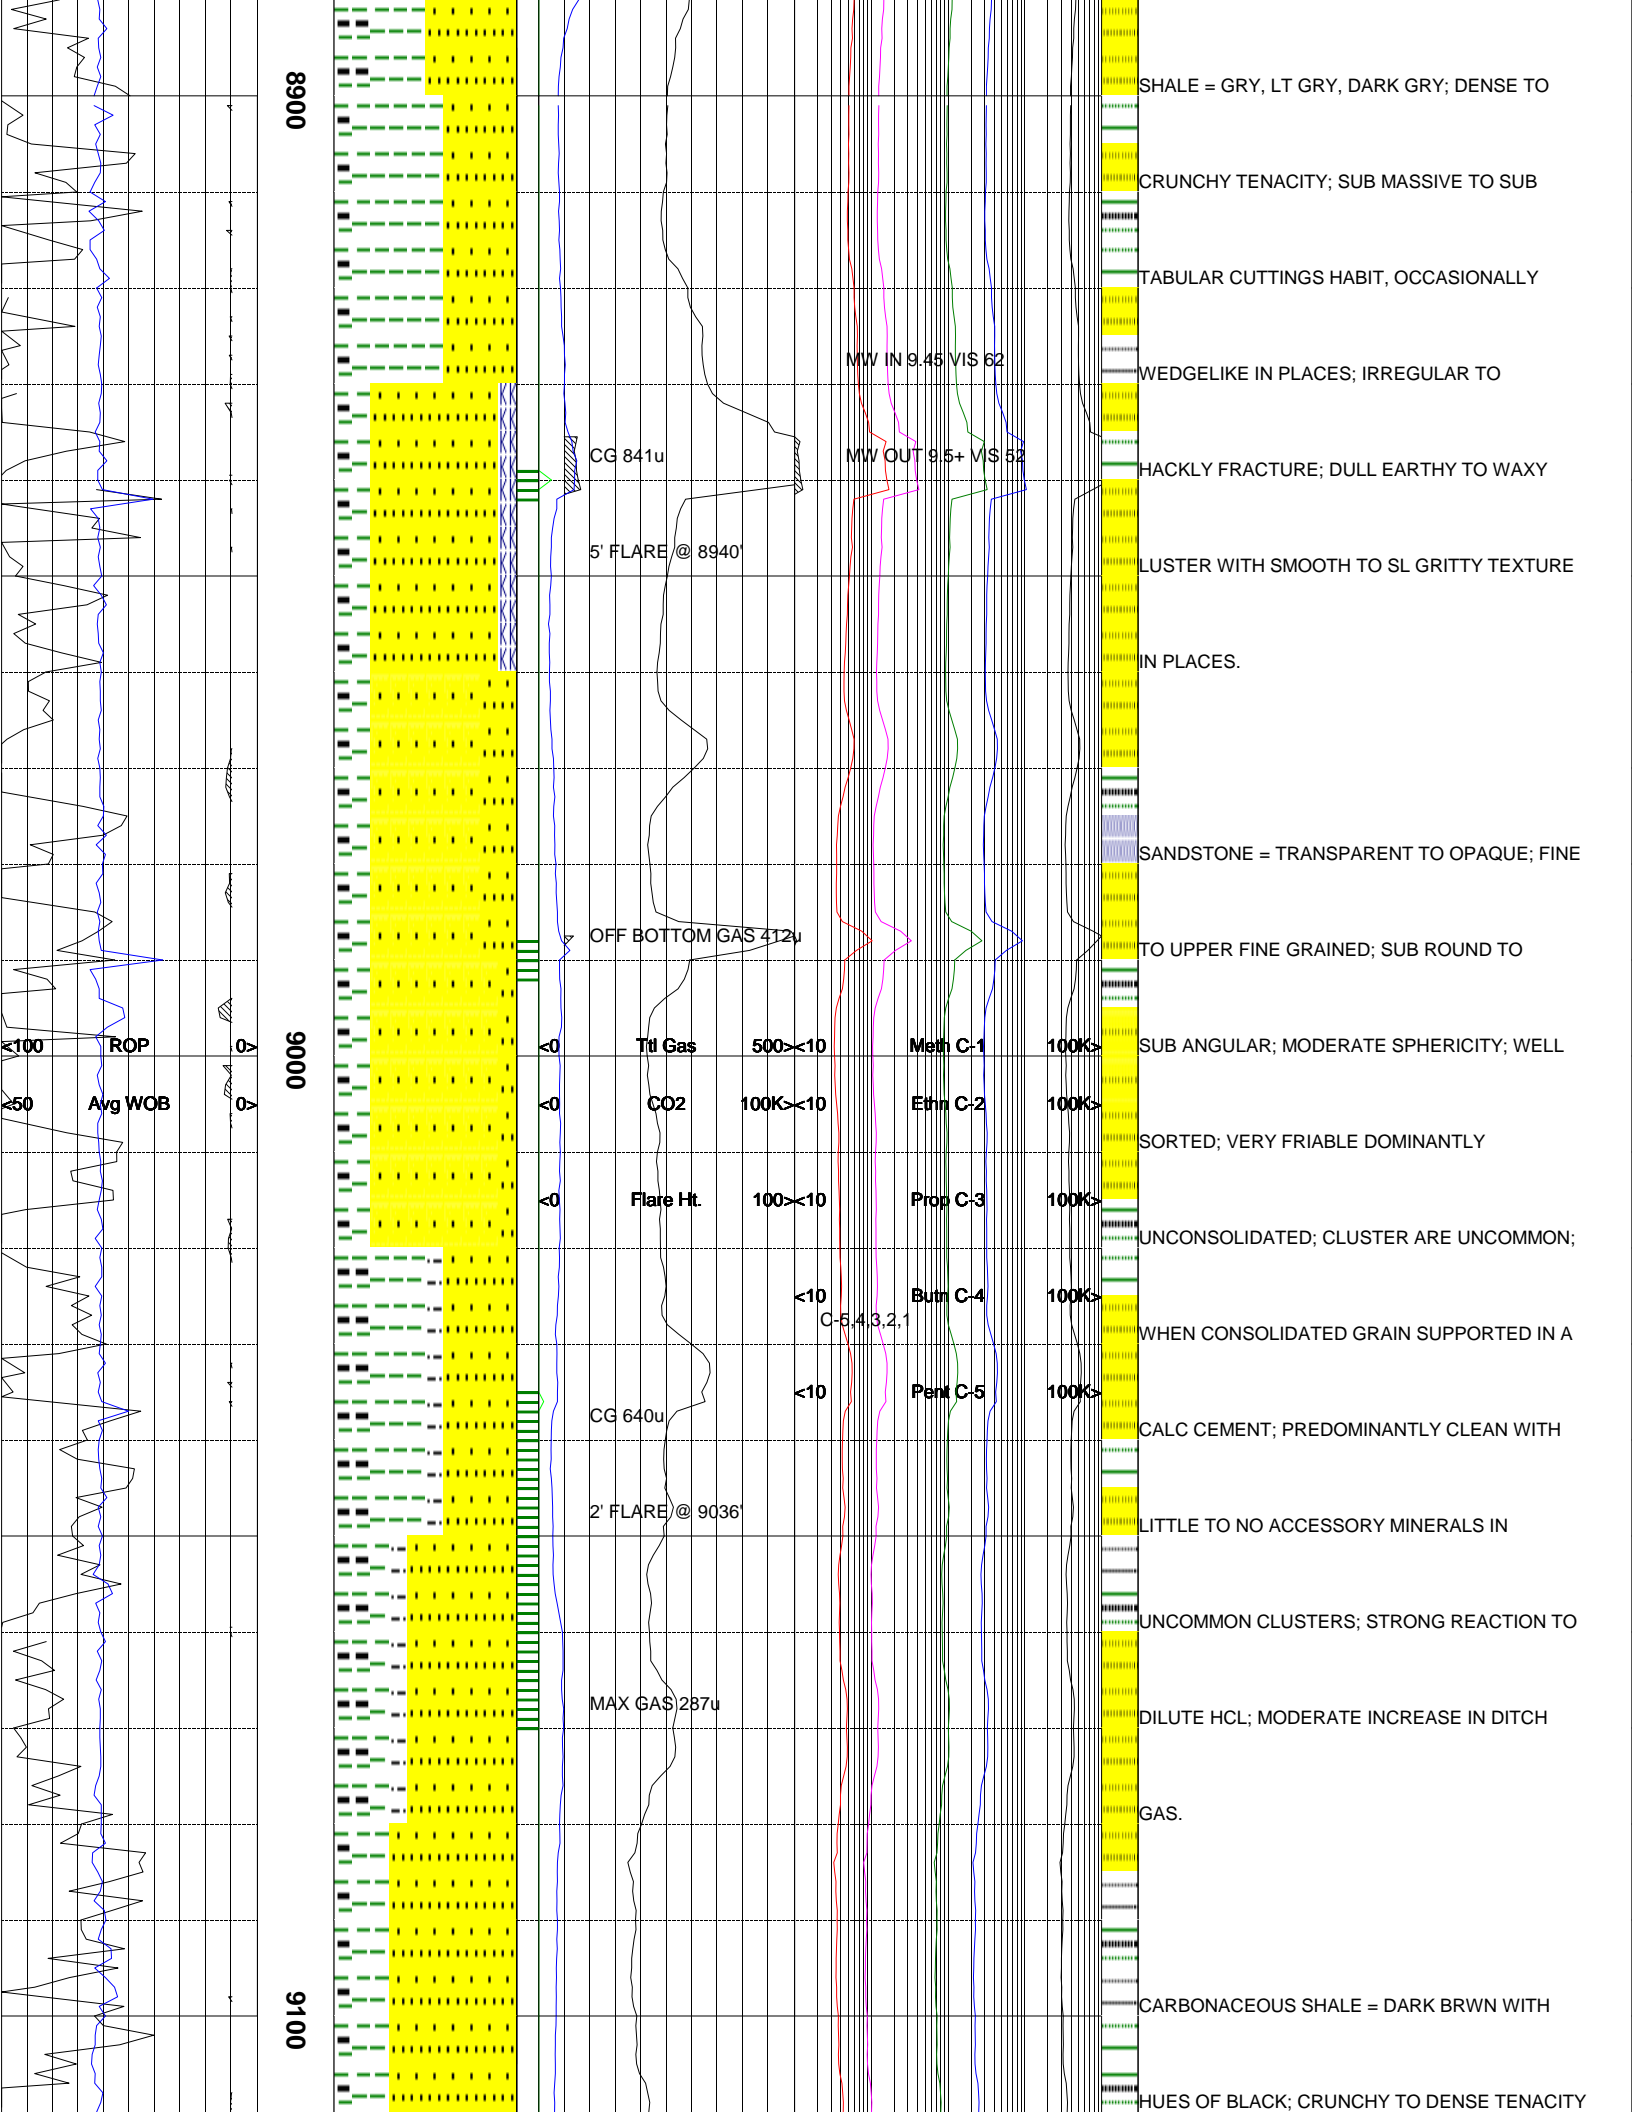 8900
SHALE = GRY, LT GRY, DARK GRY; DENSE TO
CRUNCHY TENACITY; SUB MASSIVE TO SUB
TABULAR CUTTINGS HABIT, OCCASIONALLY
MW IN 9.45 VIS 62
WEDGELIKE IN PLACES; IRREGULAR TO
CG 841u
MW OUT 9.5+ VIS 52
HACKLY FRACTURE; DULL EARTHY TO WAXY
5' FLARE @ 8940'
LUSTER WITH SMOOTH TO SL GRITTY TEXTURE
IN PLACES.
SANDSTONE = TRANSPARENT TO OPAQUE; FINE
OFF BOTTOM GAS 412u
TO UPPER FINE GRAINED; SUB ROUND TO
9000
<100 ROP 0>
<0 Ttl Gas 500>
<10 Meth C-1 100K>
SUB ANGULAR; MODERATE SPHERICITY; WELL
<50 Avg WOB 0>
<0 CO2 100K>
<10 Ethn C-2 100K>
SORTED; VERY FRIABLE DOMINANTLY
<0 Flare Ht. 100>
<10 Prop C-3 100K>
UNCONSOLIDATED; CLUSTER ARE UNCOMMON;
<10 Butn C-4 100K>
C-5,4,3,2,1
WHEN CONSOLIDATED GRAIN SUPPORTED IN A
<10 Pent C-5 100K>
CG 640u
CALC CEMENT; PREDOMINANTLY CLEAN WITH
2' FLARE @ 9036'
LITTLE TO NO ACCESSORY MINERALS IN
UNCOMMON CLUSTERS; STRONG REACTION TO
MAX GAS 287u
DILUTE HCL; MODERATE INCREASE IN DITCH
GAS.
9100
CARBONACEOUS SHALE = DARK BRWN WITH
HUES OF BLACK; CRUNCHY TO DENSE TENACITY